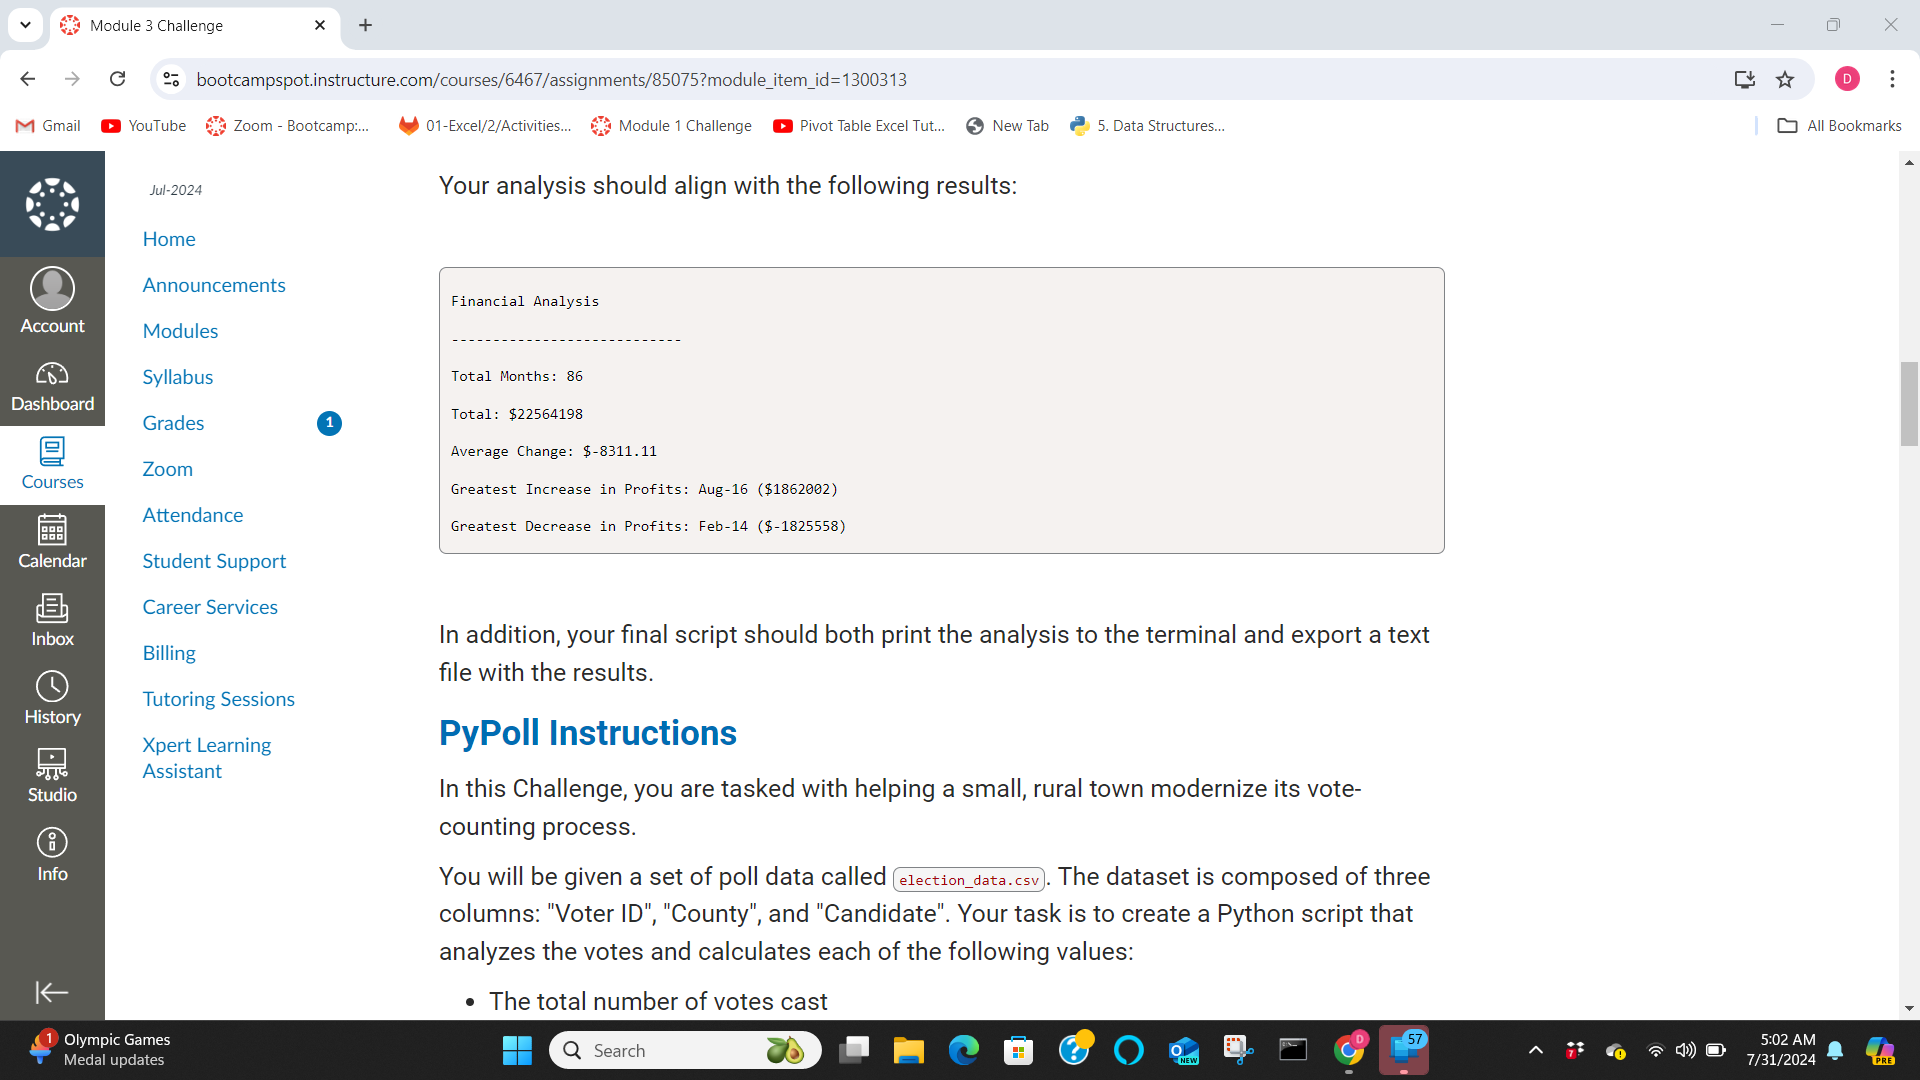 Module 3 Challenge
bootcampspot.instructure.com/courses/6467/assignments/85075?module_item_id=1300313
D
Gmail
YouTube
Zoom - Bootcamp:...
01-Excel/2/Activities...
Module 1 Challenge
Pivot Table Excel Tut...
New Tab
5. Data Structures...
All Bookmarks
Account
Dashboard
Courses
Calendar
Inbox
History
Studio
Info
Jul-2024
Home
Announcements
Modules
Syllabus
Grades
1
Zoom
Attendance
Student Support
Career Services
Billing
Tutoring Sessions
Xpert Learning
Assistant
Your analysis should align with the following results:
Financial Analysis
----------------------------
Total Months: 86
Total: $22564198
Average Change: $-8311.11
Greatest Increase in Profits: Aug-16 ($1862002)
Greatest Decrease in Profits: Feb-14 ($-1825558)
In addition, your final script should both print the analysis to the terminal and export a text
file with the results.
PyPoll Instructions
In this Challenge, you are tasked with helping a small, rural town modernize its vote-
counting process.
You will be given a set of poll data called election_data.csv. The dataset is composed of three
columns: "Voter ID", "County", and "Candidate". Your task is to create a Python script that
analyzes the votes and calculates each of the following values:
• The total number of votes cast
1
Olympic Games
Medal updates
Search
NEW
D
57
7
5:02 AM
7/31/2024
PRE